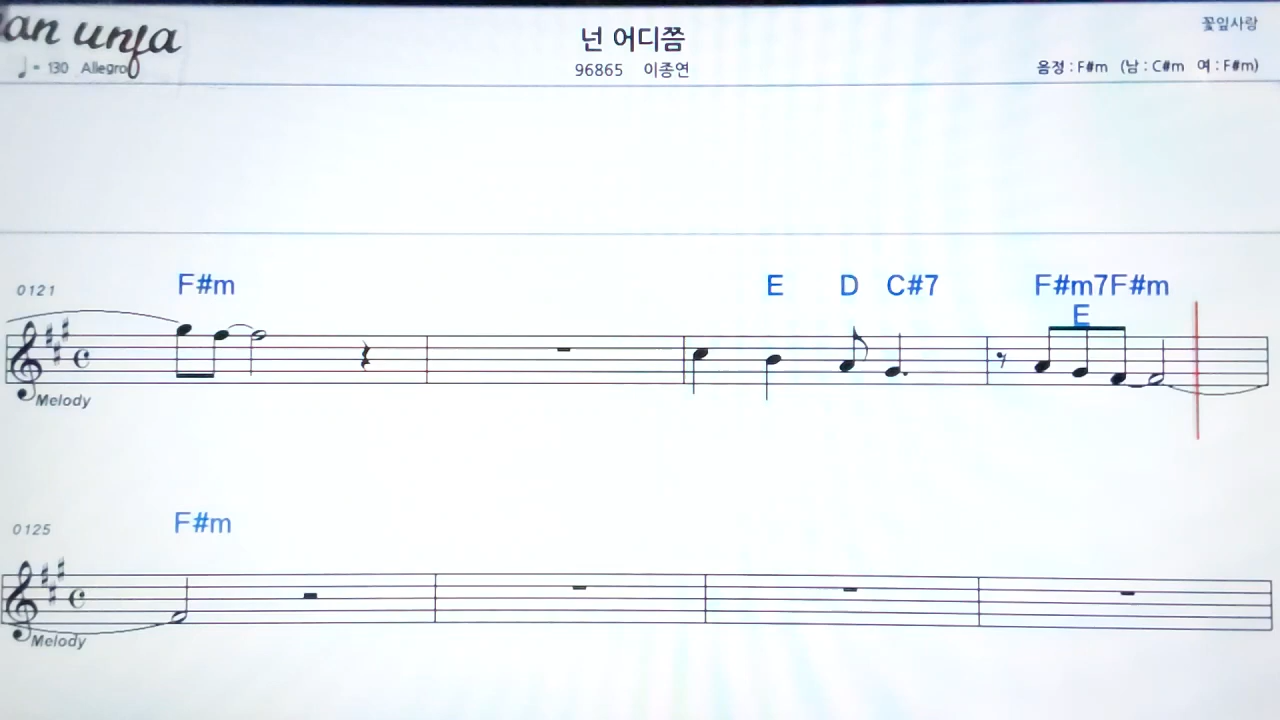 an unfa
넌 어디쯤
꽃잎사랑
♩= 130 Allegro
96865 이종연
음정 : F#m (남 : C#m 여 : F#m)
0121 F#m E D C#7 F#m7F#m
E
Melody
0125 F#m
Melody